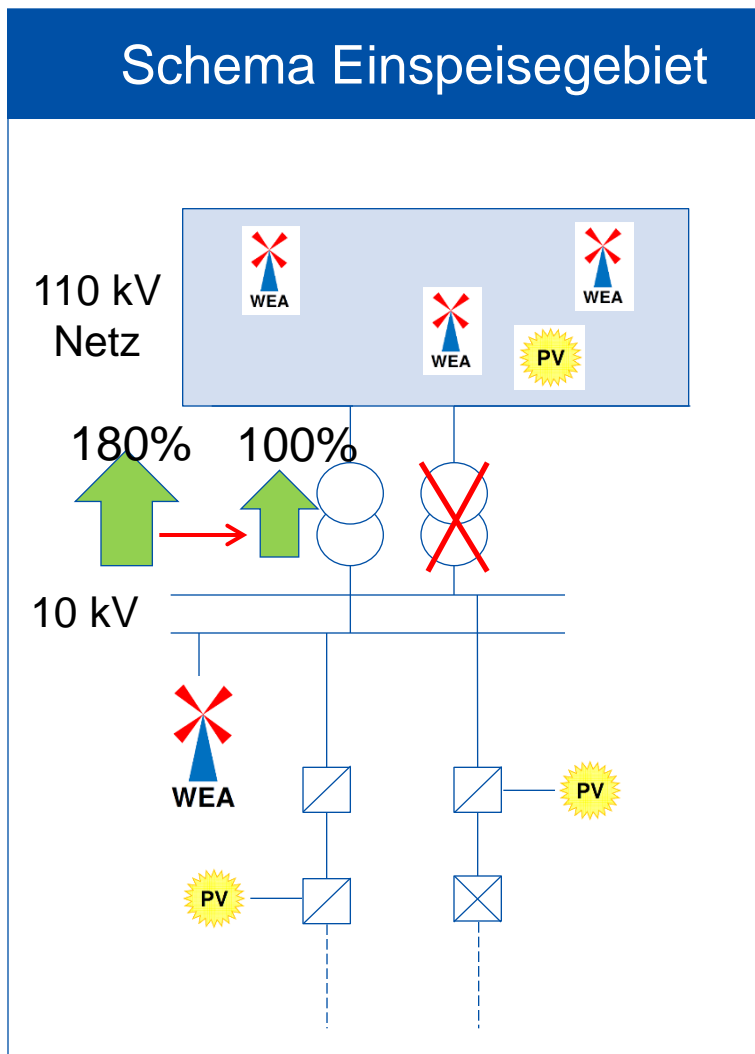 Schema Einspeisegebiet
WEA
WEA
110 kV
Netz
WEA
PV
180%
100%
10 kV
WEA
PV
PV